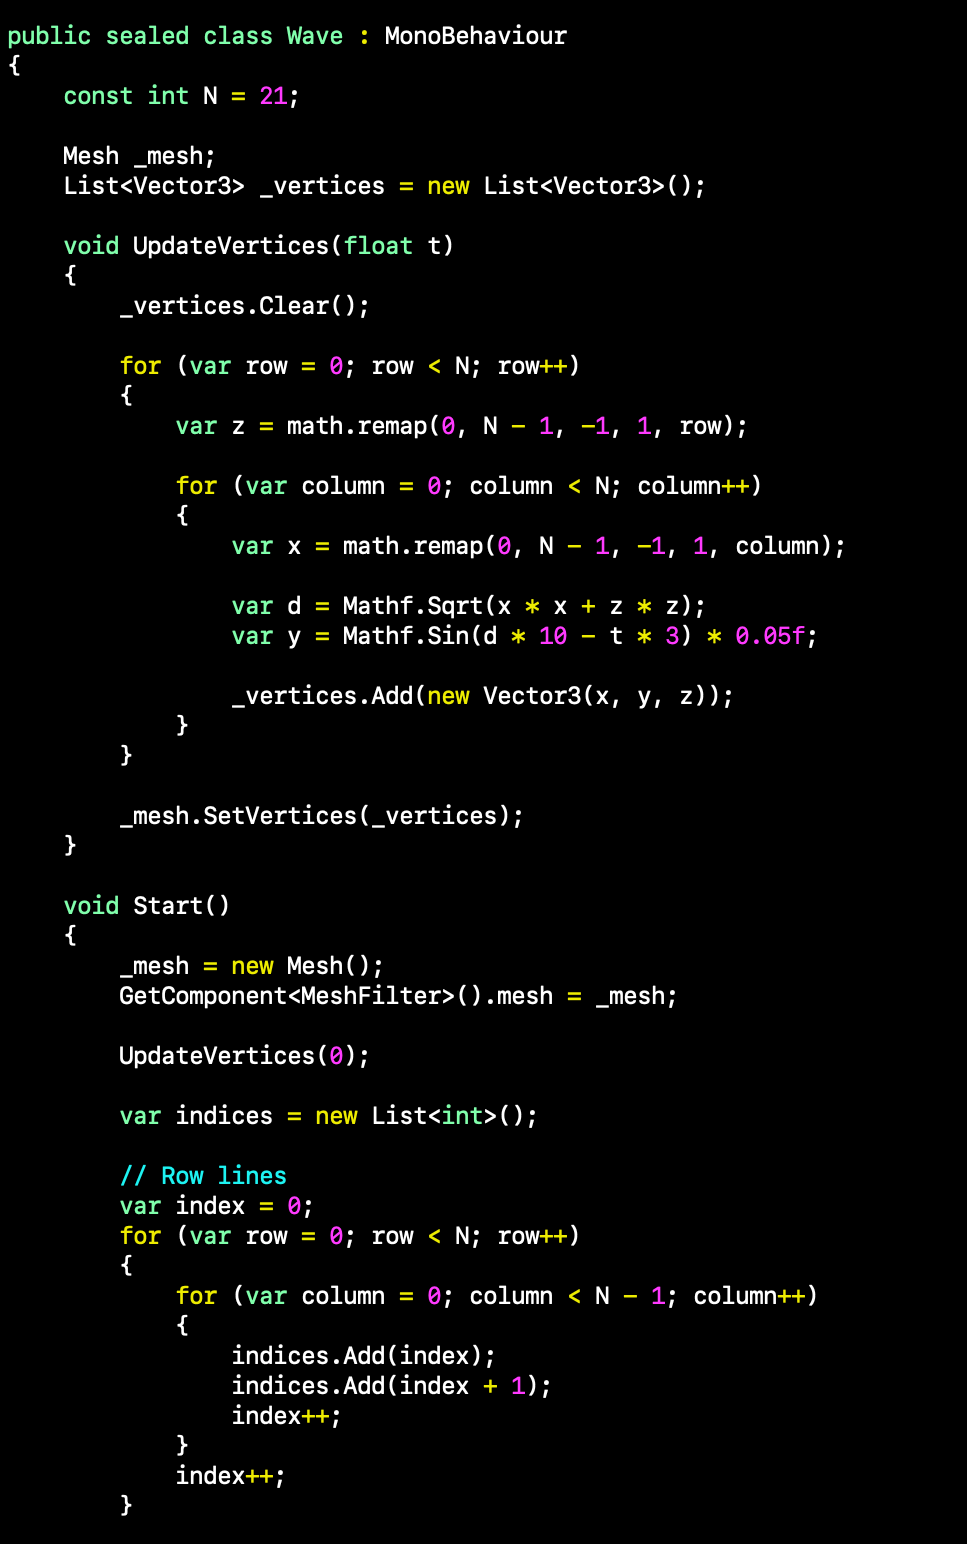 public sealed class Wave : MonoBehaviour
{
    const int N = 21;

    Mesh _mesh;
    List<Vector3> _vertices = new List<Vector3>();

    void UpdateVertices(float t)
    {
        _vertices.Clear();

        for (var row = 0; row < N; row++)
        {
            var z = math.remap(0, N - 1, -1, 1, row);

            for (var column = 0; column < N; column++)
            {
                var x = math.remap(0, N - 1, -1, 1, column);

                var d = Mathf.Sqrt(x * x + z * z);
                var y = Mathf.Sin(d * 10 - t * 3) * 0.05f;

                _vertices.Add(new Vector3(x, y, z));
            }
        }

        _mesh.SetVertices(_vertices);
    }

    void Start()
    {
        _mesh = new Mesh();
        GetComponent<MeshFilter>().mesh = _mesh;

        UpdateVertices(0);

        var indices = new List<int>();

        // Row lines
        var index = 0;
        for (var row = 0; row < N; row++)
        {
            for (var column = 0; column < N - 1; column++)
            {
                indices.Add(index);
                indices.Add(index + 1);
                index++;
            }
            index++;
        }